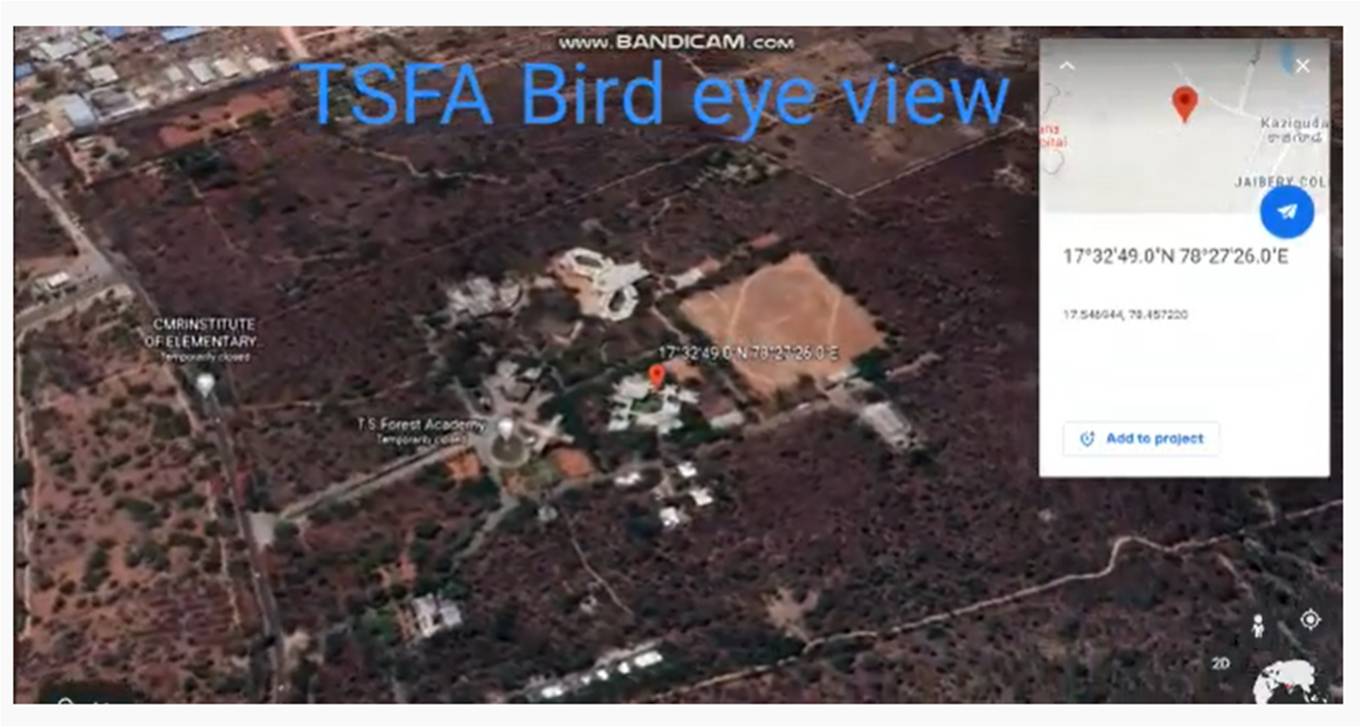 www.BANDICAM.COM
TSFA Bird eye view
Kaziguda
JAIBERY COL
17°32'49.0"N 78°27'26.0"E
17.546944, 78.457220
Add to project
CMRINSTITUTE
OF ELEMENTARY
Temporarily closed
17°32'49.0"N 78°27'26.0"E
T.S.Forest Academy
Temporarily closed
2D